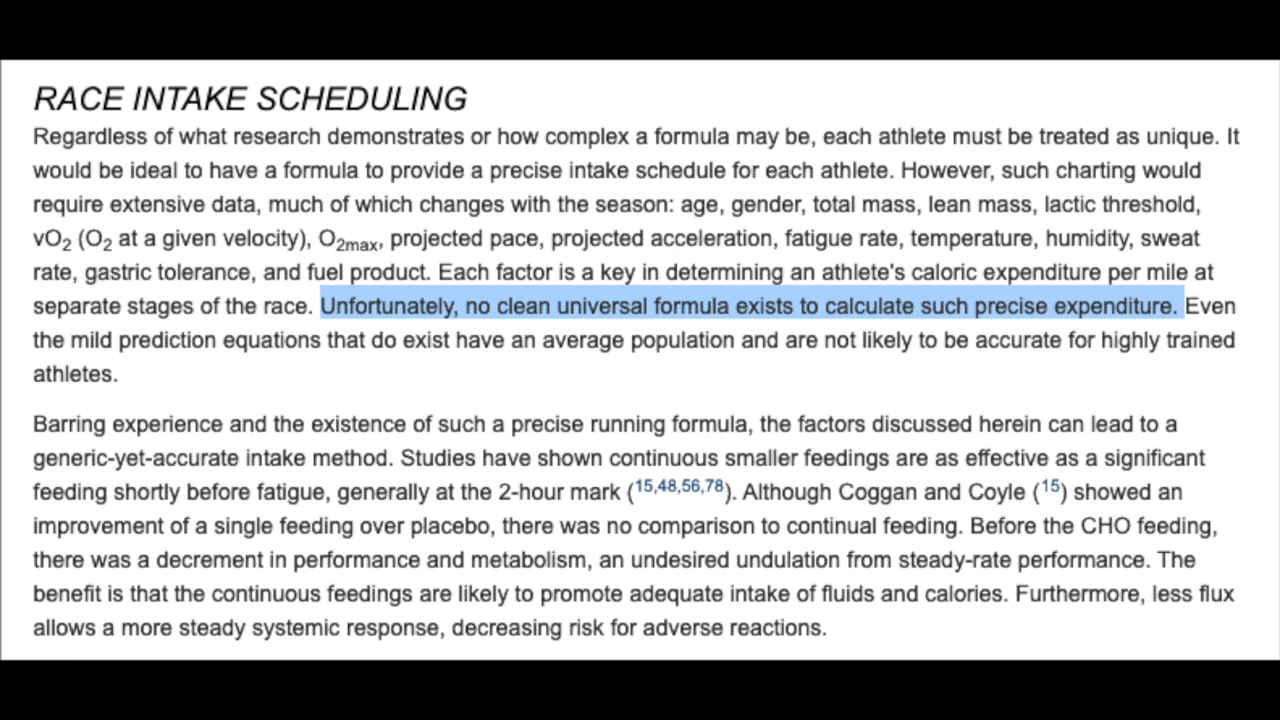 RACE INTAKE SCHEDULING
Regardless of what research demonstrates or how complex a formula may be, each athlete must be treated as unique. It
would be ideal to have a formula to provide a precise intake schedule for each athlete. However, such charting would
require extensive data, much of which changes with the season: age, gender, total mass, lean mass, lactic threshold,
vO2 (O2 at a given velocity), O2max, projected pace, projected acceleration, fatigue rate, temperature, humidity, sweat
rate, gastric tolerance, and fuel product. Each factor is a key in determining an athlete's caloric expenditure per mile at
separate stages of the race. Unfortunately, no clean universal formula exists to calculate such precise expenditure. Even
the mild prediction equations that do exist have an average population and are not likely to be accurate for highly trained
athletes.
Barring experience and the existence of such a precise running formula, the factors discussed herein can lead to a
generic-yet-accurate intake method. Studies have shown continuous smaller feedings are as effective as a significant
feeding shortly before fatigue, generally at the 2-hour mark (15,48,56,78). Although Coggan and Coyle (15) showed an
improvement of a single feeding over placebo, there was no comparison to continual feeding. Before the CHO feeding,
there was a decrement in performance and metabolism, an undesired undulation from steady-rate performance. The
benefit is that the continuous feedings are likely to promote adequate intake of fluids and calories. Furthermore, less flux
allows a more steady systemic response, decreasing risk for adverse reactions.